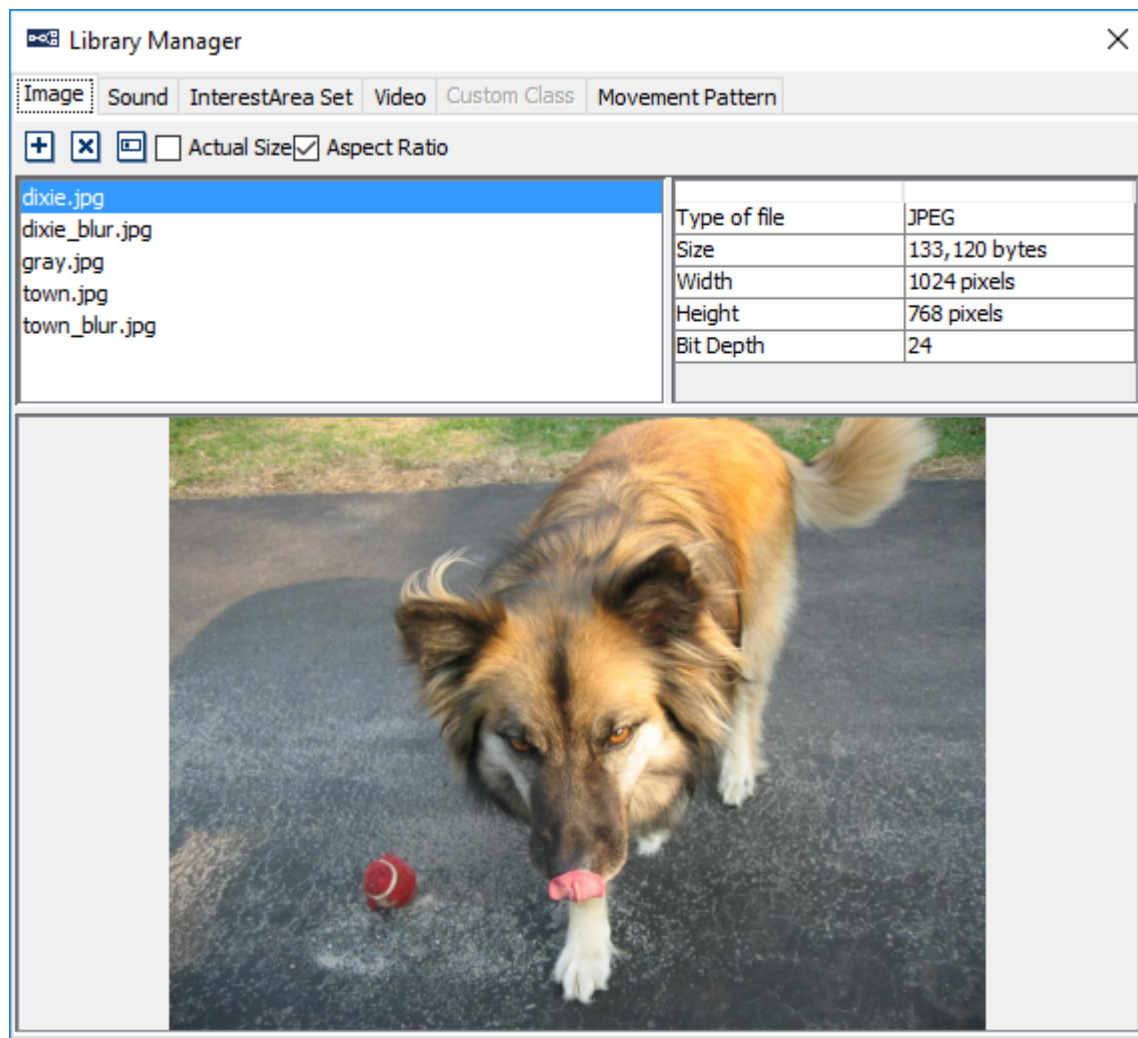 Library Manager
Image Sound InterestArea Set Video Custom Class Movement Pattern
Actual Size Aspect Ratio
dixie.jpg
dixie_blur.jpg
gray.jpg
town.jpg
town_blur.jpg
Type of file JPEG
Size 133,120 bytes
Width 1024 pixels
Height 768 pixels
Bit Depth 24